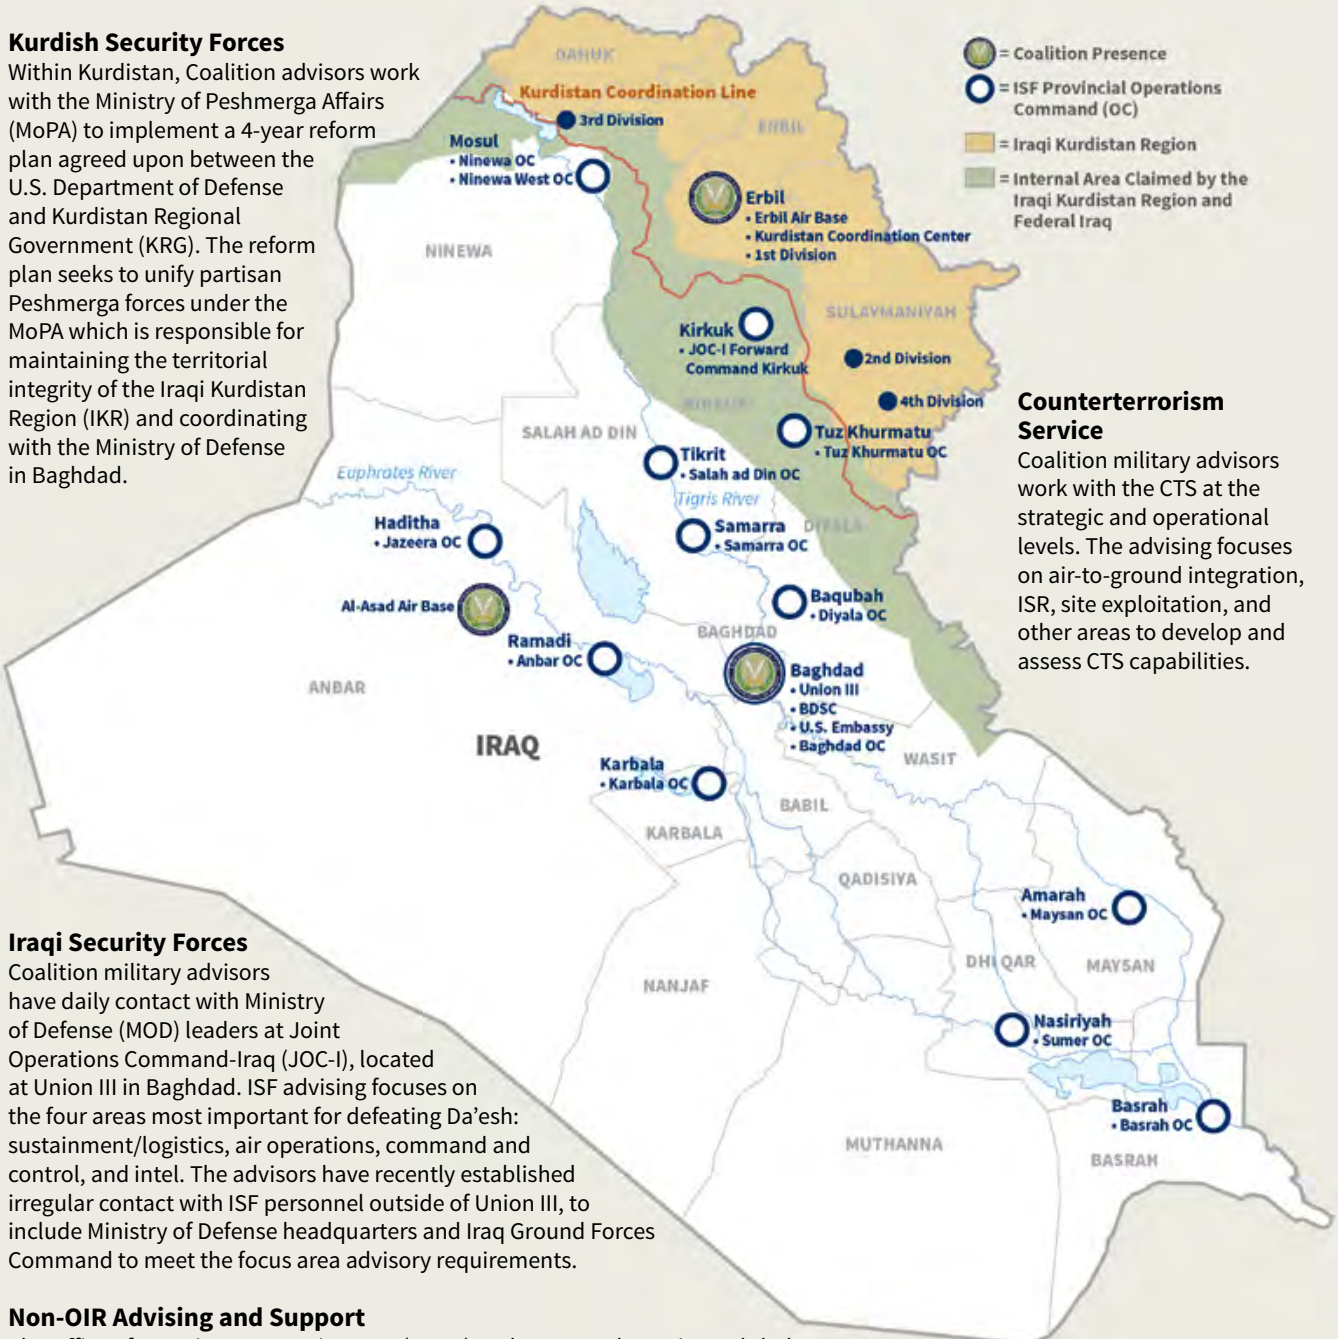 Kurdish Security Forces
Within Kurdistan, Coalition advisors work
with the Ministry of Peshmerga Affairs
(MoPA) to implement a 4-year reform
plan agreed upon between the
U.S. Department of Defense
and Kurdistan Regional
Government (KRG). The reform
plan seeks to unify partisan
Peshmerga forces under the
MoPA which is responsible for
maintaining the territorial
integrity of the Iraqi Kurdistan
Region (IKR) and coordinating
with the Ministry of Defense
in Baghdad.
= Coalition Presence
= ISF Provincial Operations
Command (OC)
= Iraqi Kurdistan Region
= Internal Area Claimed by the
Iraqi Kurdistan Region and
Federal Iraq
DAHUK
Kurdistan Coordination Line
3rd Division
ERBIL
Mosul
• Ninewa OC
• Ninewa West OC
Erbil
• Erbil Air Base
• Kurdistan Coordination Center
• 1st Division
NINEWA
SULAYMANIYAH
Kirkuk
• JOC-I Forward
Command Kirkuk
2nd Division
4th Division
KIRKUK
SALAH AD DIN
Tuz Khurmatu
• Tuz Khurmatu OC
Tikrit
• Salah ad Din OC
Euphrates River
Tigris River
Haditha
• Jazeera OC
Samarra
• Samarra OC
DIYALA
Al-Asad Air Base
Baqubah
• Diyala OC
Ramadi
• Anbar OC
BAGHDAD
Baghdad
• Union III
• BDSC
• U.S. Embassy
• Baghdad OC
ANBAR
IRAQ
WASIT
Karbala
• Karbala OC
BABIL
KARBALA
QADISIYA
Amarah
• Maysan OC
DHI QAR
MAYSAN
NANJAF
Nasiriyah
• Sumer OC
Basrah
• Basrah OC
MUTHANNA
BASRAH
Counterterrorism
Service
Coalition military advisors
work with the CTS at the
strategic and operational
levels. The advising focuses
on air-to-ground integration,
ISR, site exploitation, and
other areas to develop and
assess CTS capabilities.
Iraqi Security Forces
Coalition military advisors
have daily contact with Ministry
of Defense (MOD) leaders at Joint
Operations Command-Iraq (JOC-I), located
at Union III in Baghdad. ISF advising focuses on
the four areas most important for defeating Da’esh:
sustainment/logistics, air operations, command and
control, and intel. The advisors have recently established
irregular contact with ISF personnel outside of Union III, to
include Ministry of Defense headquarters and Iraq Ground Forces
Command to meet the focus area advisory requirements.
Non-OIR Advising and Support